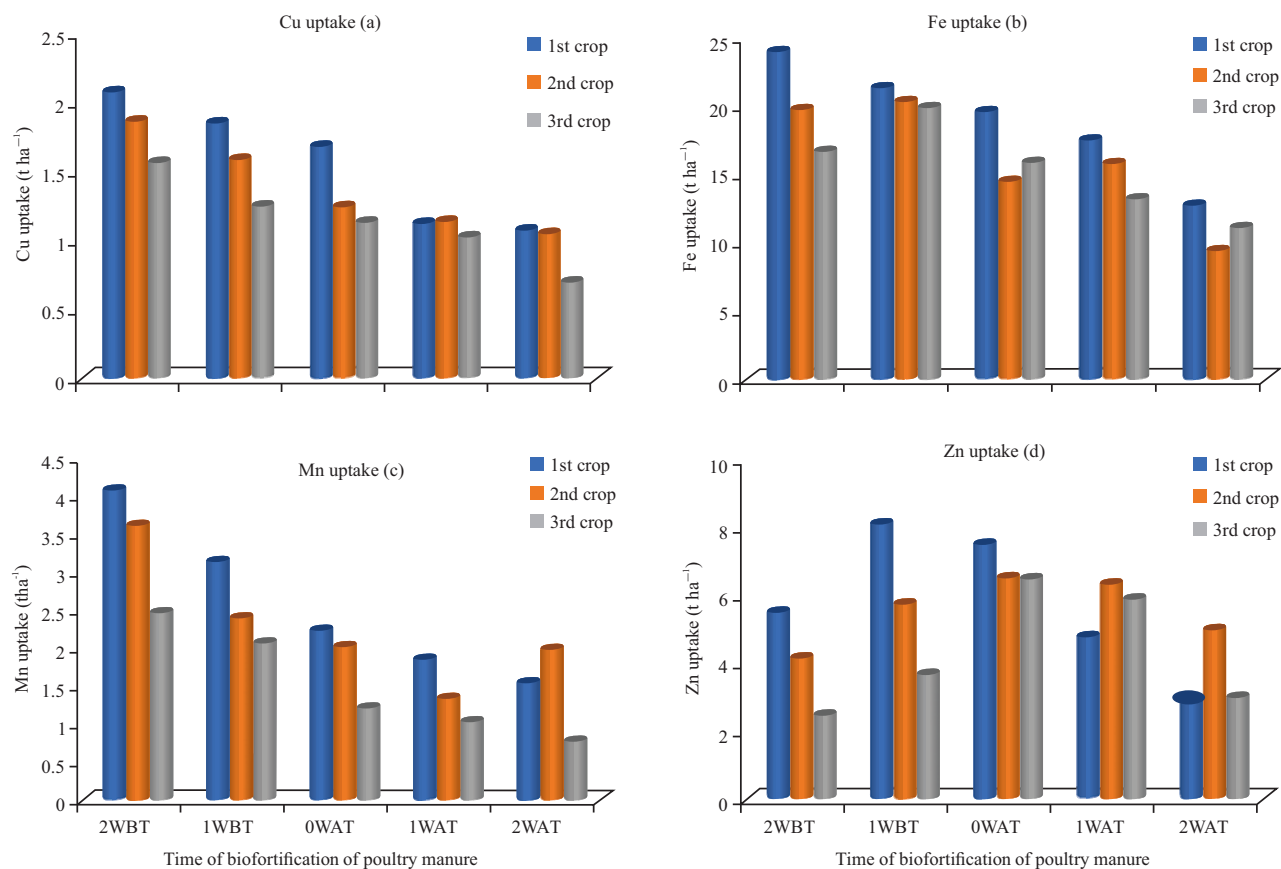 Cu uptake (a)
Cu uptake (t ha⁻¹)
2.5
2
1.5
1
0.5
0
1st crop
2nd crop
3rd crop
Fe uptake (b)
Fe uptake (t ha⁻¹)
25
20
15
10
5
0
1st crop
2nd crop
3rd crop
Mn uptake (c)
Mn uptake (tha⁻¹)
4.5
4
3.5
3
2.5
2
1.5
1
0.5
0
1st crop
2nd crop
3rd crop
2WBT 1WBT 0WAT 1WAT 2WAT
Time of biofortification of poultry manure
Zn uptake (d)
Zn uptake (t ha⁻¹)
10
8
6
4
2
0
1st crop
2nd crop
3rd crop
2WBT 1WBT 0WAT 1WAT 2WAT
Time of biofortification of poultry manure